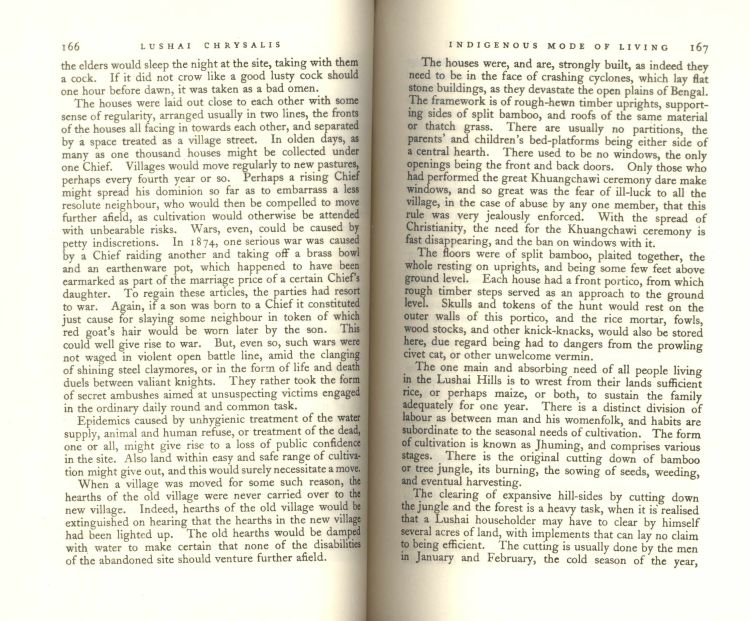 166 LUSHAI CHRYSALIS
the elders would sleep the night at the site, taking with them
a cock. If it did not crow like a good lusty cock should
one hour before dawn, it was taken as a bad omen.
The houses were laid out close to each other with some
sense of regularity, arranged usually in two lines, the fronts
of the houses all facing in towards each other, and separated
by a space treated as a village street. In olden days, as
many as one thousand houses might be collected under
one Chief. Villages would move regularly to new pastures,
perhaps every fourth year or so. Perhaps a rising Chief
might spread his dominion so far as to embarrass a less
resolute neighbour, who would then be compelled to move
further afield, as cultivation would otherwise be attended
with unbearable risks. Wars, even, could be caused by
petty indiscretions. In 1874, one serious war was caused
by a Chief raiding another and taking off a brass bowl
and an earthenware pot, which happened to have been
earmarked as part of the marriage price of a certain Chief's
daughter. To regain these articles, the parties had resort
to war. Again, if a son was born to a Chief it constituted
just cause for slaying some neighbour in token of which
red goat's hair would be worn later by the son. This
could well give rise to war. But, even so, such wars were
not waged in violent open battle line, amid the clanging
of shining steel claymores, or in the form of life and death
duels between valiant knights. They rather took the form
of secret ambushes aimed at unsuspecting victims engaged
in the ordinary daily round and common task.
Epidemics caused by unhygienic treatment of the water
supply, animal and human refuse, or treatment of the dead,
one or all, might give rise to a loss of public confidence
in the site. Also land within easy and safe range of cultiva-
tion might give out, and this would surely necessitate a move.
When a village was moved for some such reason, the
hearths of the old village were never carried over to the
new village. Indeed, hearths of the old village would be
extinguished on hearing that the hearths in the new village
had been lighted up. The old hearths would be damped
with water to make certain that none of the disabilities
of the abandoned site should venture further afield.
INDIGENOUS MODE OF LIVING 167
The houses were, and are, strongly built, as indeed they
need to be in the face of crashing cyclones, which lay flat
stone buildings, as they devastate the open plains of Bengal.
The framework is of rough-hewn timber uprights, support-
ing sides of split bamboo, and roofs of the same material
or thatch grass. There are usually no partitions, the
parents' and children's bed-platforms being either side of
a central hearth. There used to be no windows, the only
openings being the front and back doors. Only those who
had performed the great Khuangchawi ceremony dare make
windows, and so great was the fear of ill-luck to all the
village, in the case of abuse by any one member, that this
rule was very jealously enforced. With the spread of
Christianity, the need for the Khuangchawi ceremony is
fast disappearing, and the ban on windows with it.
The floors were of split bamboo, plaited together, the
whole resting on uprights, and being some few feet above
ground level. Each house had a front portico, from which
rough timber steps served as an approach to the ground
level. Skulls and tokens of the hunt would rest on the
outer walls of this portico, and the rice mortar, fowls,
wood stocks, and other knick-knacks, would also be stored
here, due regard being had to dangers from the prowling
civet cat, or other unwelcome vermin.
The one main and absorbing need of all people living
in the Lushai Hills is to wrest from their lands sufficient
rice, or perhaps maize, or both, to sustain the family
adequately for one year. There is a distinct division of
labour as between man and his womenfolk, and habits are
subordinate to the seasonal needs of cultivation. The form
of cultivation is known as Jhuming, and comprises various
stages. There is the original cutting down of bamboo
or tree jungle, its burning, the sowing of seeds, weeding,
and eventual harvesting.
The clearing of expansive hill-sides by cutting down
the jungle and the forest is a heavy task, when it is realised
that a Lushai householder may have to clear by himself
several acres of land, with implements that can lay no claim
to being efficient. The cutting is usually done by the men
in January and February, the cold season of the year,